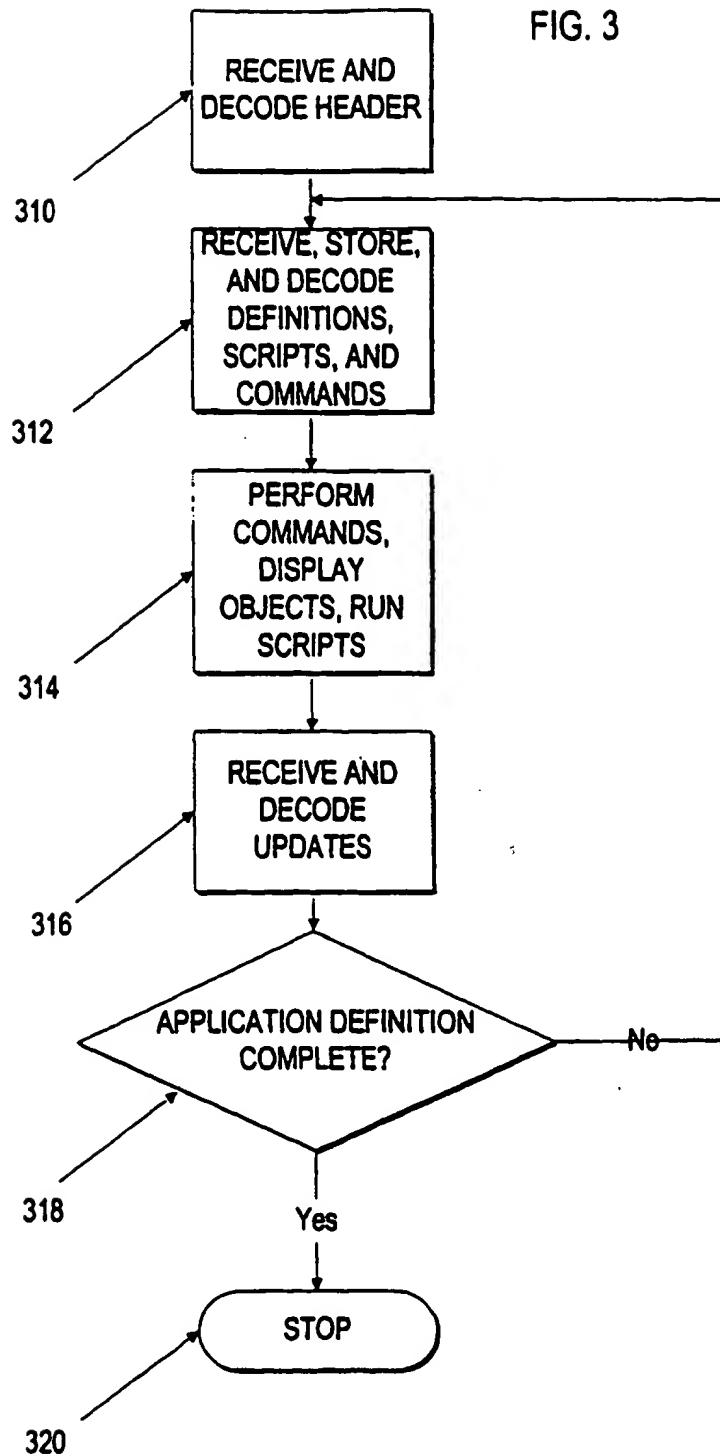 FIG. 3
RECEIVE AND
DECODE HEADER
310
RECEIVE, STORE,
AND DECODE
DEFINITIONS,
SCRIPTS, AND
COMMANDS
312
PERFORM
COMMANDS,
DISPLAY
OBJECTS, RUN
SCRIPTS
314
RECEIVE AND
DECODE
UPDATES
316
APPLICATION DEFINITION
COMPLETE?
No
318
Yes
STOP
320